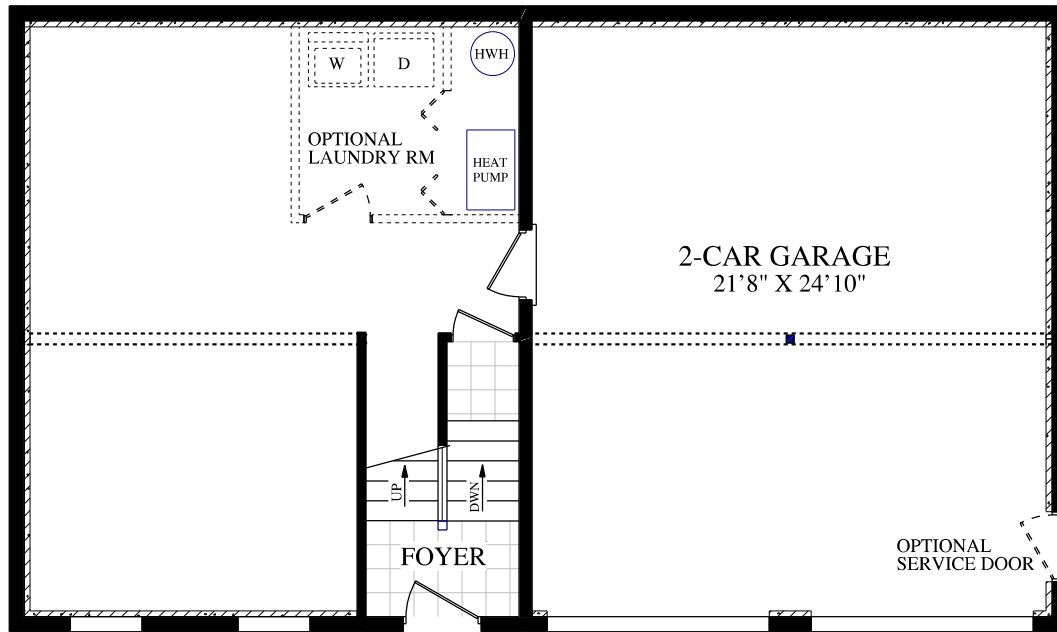 W
D
HWH
OPTIONAL
LAUNDRY RM
HEAT
PUMP
2-CAR GARAGE
21'8" X 24'10"
UP
DWN
FOYER
OPTIONAL
SERVICE DOOR